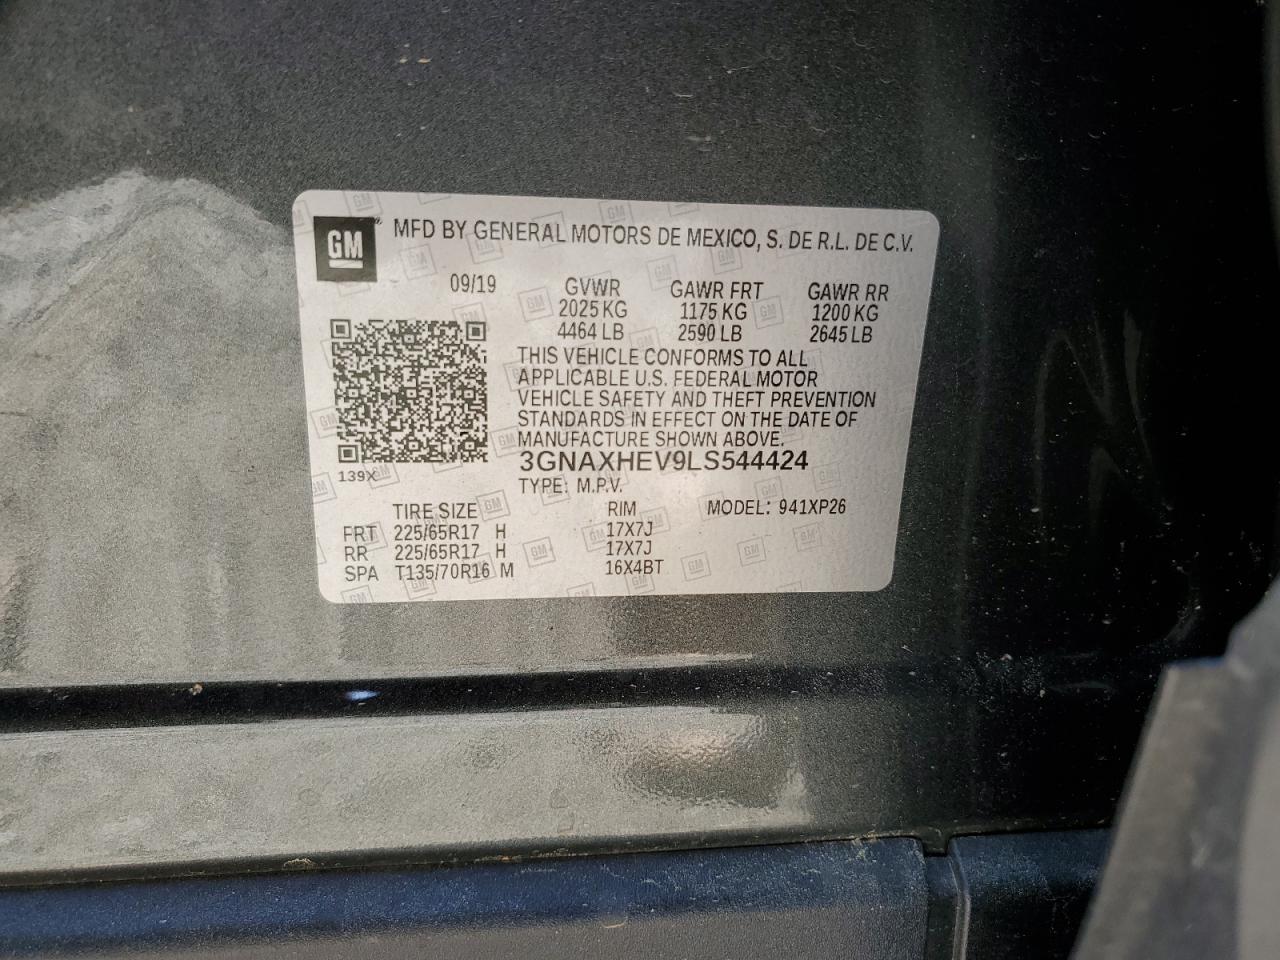 GM
MFD BY GENERAL MOTORS DE MEXICO, S. DE R.L. DE C.V.
09/19 GVWR GAWR FRT GAWR RR
2025 KG 1175 KG 1200 KG
4464 LB 2590 LB 2645 LB
THIS VEHICLE CONFORMS TO ALL
APPLICABLE U.S. FEDERAL MOTOR
VEHICLE SAFETY AND THEFT PREVENTION
STANDARDS IN EFFECT ON THE DATE OF
MANUFACTURE SHOWN ABOVE.
3GNAXHEV9LS544424
139X
TYPE: M.P.V.
TIRE SIZE RIM MODEL: 941XP26
FRT 225/65R17 H 17X7J
RR 225/65R17 H 17X7J
SPA T135/70R16 M 16X4BT